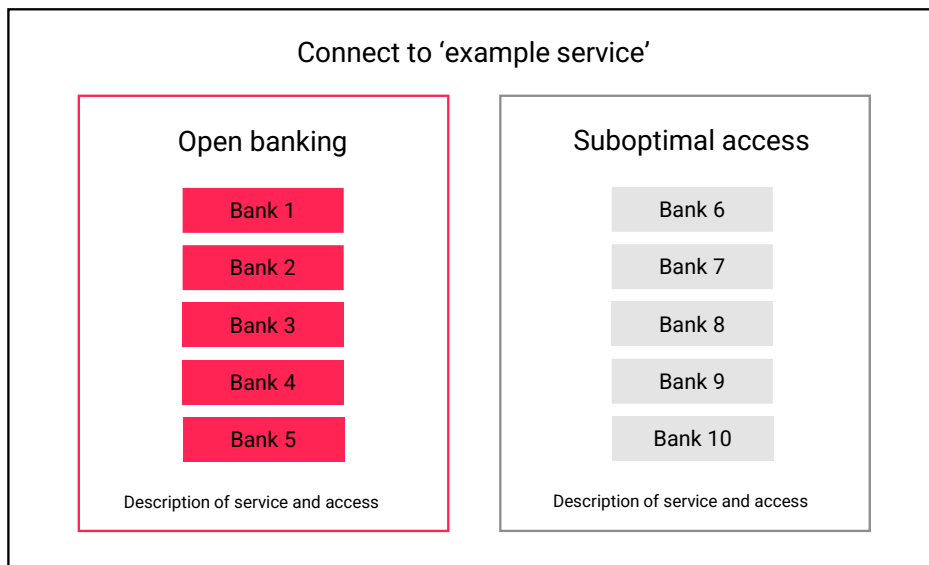 Connect to ‘example service’
Open banking
Bank 1
Bank 2
Bank 3
Bank 4
Bank 5
Description of service and access
Suboptimal access
Bank 6
Bank 7
Bank 8
Bank 9
Bank 10
Description of service and access